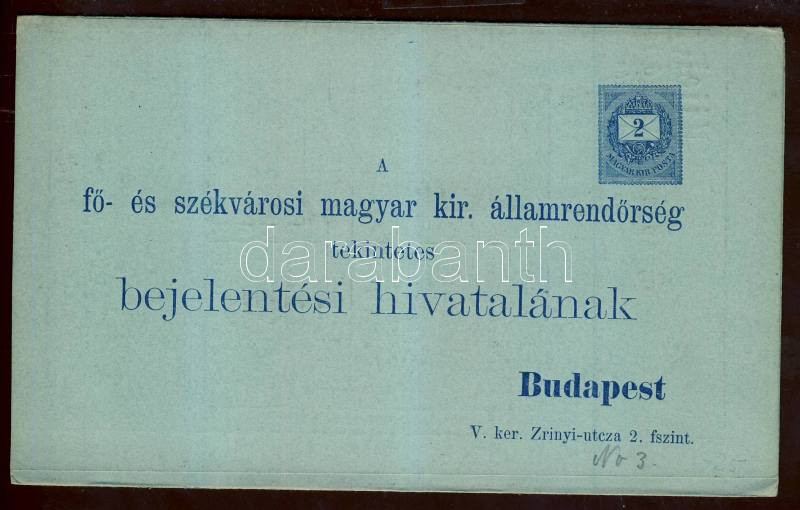 2
MAGYAR KIR. POSTA
A
fő- és székvárosi magyar kir. államrendőrség
tekintetes
darabanth
bejelentési hivatalának
Budapest
V. ker. Zrinyi-utcza 2. fszint.
No 3.